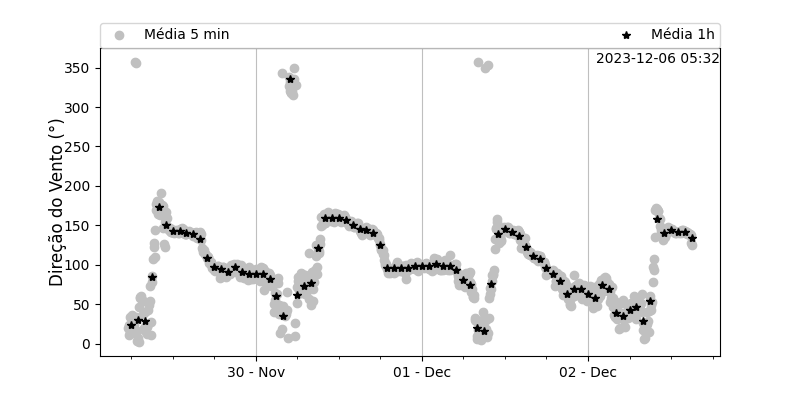 Média 5 min
Média 1h
2023-12-06 05:32
Direção do Vento (°)
350
300
250
200
150
100
50
0
30 - Nov
01 - Dec
02 - Dec